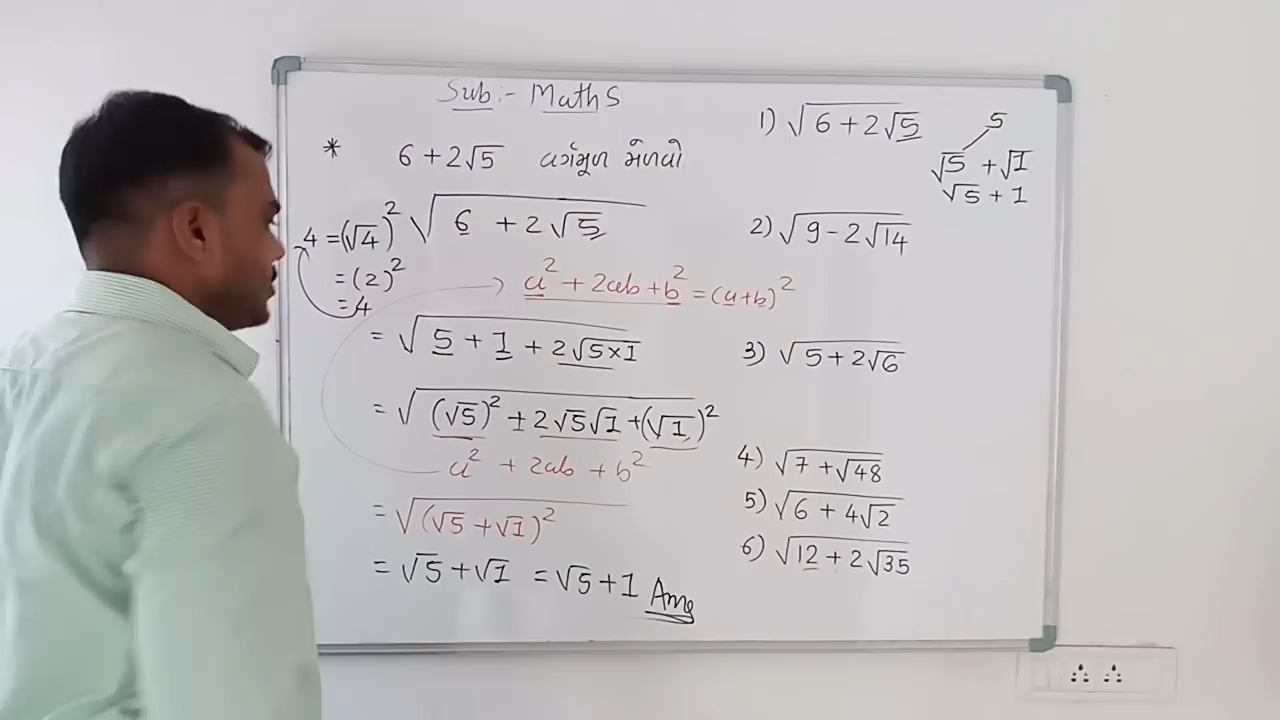 Sub:- Maths
* 6 + 2√5 વર્ગમૂળ મેળવો
√(6 + 2√5)
4 = (√4)²
= (2)²
= 4
a² + 2ab + b² = (a+b)²
= √(5 + 1 + 2√(5×1))
= √((√5)² + 2√5√1 + (√1)²)
a² + 2ab + b²
= √((√5 + √1)²)
= √5 + √1 = √5 + 1 Ans
1) √(6 + 2√5)
5
√5 + √1
√5 + 1
2) √(9 - 2√14)
3) √(5 + 2√6)
4) √(7 + √48)
5) √(6 + 4√2)
6) √(12 + 2√35)